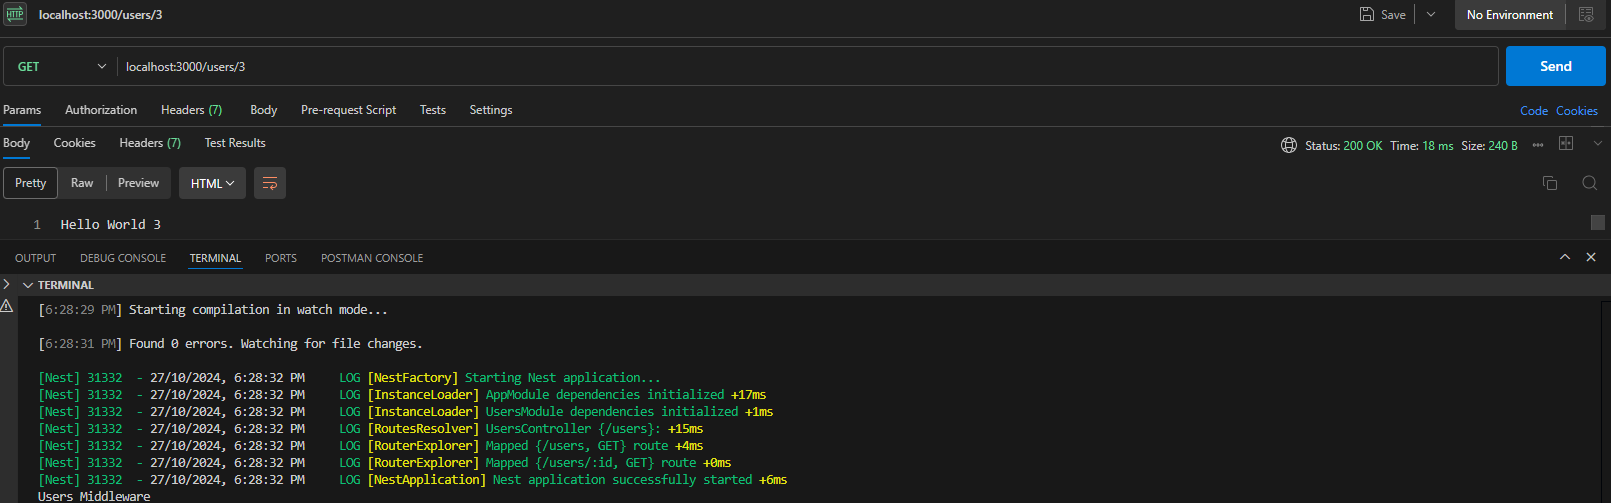 HTTP localhost:3000/users/3 Save No Environment
GET localhost:3000/users/3 Send
Params Authorization Headers (7) Body Pre-request Script Tests Settings Code Cookies
Body Cookies Headers (7) Test Results Status: 200 OK Time: 18 ms Size: 240 B
Pretty Raw Preview HTML
1 Hello World 3
OUTPUT DEBUG CONSOLE TERMINAL PORTS POSTMAN CONSOLE
TERMINAL
[6:28:29 PM] Starting compilation in watch mode...
[6:28:31 PM] Found 0 errors. Watching for file changes.
[Nest] 31332 - 27/10/2024, 6:28:32 PM LOG [NestFactory] Starting Nest application...
[Nest] 31332 - 27/10/2024, 6:28:32 PM LOG [InstanceLoader] AppModule dependencies initialized +17ms
[Nest] 31332 - 27/10/2024, 6:28:32 PM LOG [InstanceLoader] UsersModule dependencies initialized +1ms
[Nest] 31332 - 27/10/2024, 6:28:32 PM LOG [RoutesResolver] UsersController {/users}: +15ms
[Nest] 31332 - 27/10/2024, 6:28:32 PM LOG [RouterExplorer] Mapped {/users, GET} route +4ms
[Nest] 31332 - 27/10/2024, 6:28:32 PM LOG [RouterExplorer] Mapped {/users/:id, GET} route +0ms
[Nest] 31332 - 27/10/2024, 6:28:32 PM LOG [NestApplication] Nest application successfully started +6ms
Users Middleware